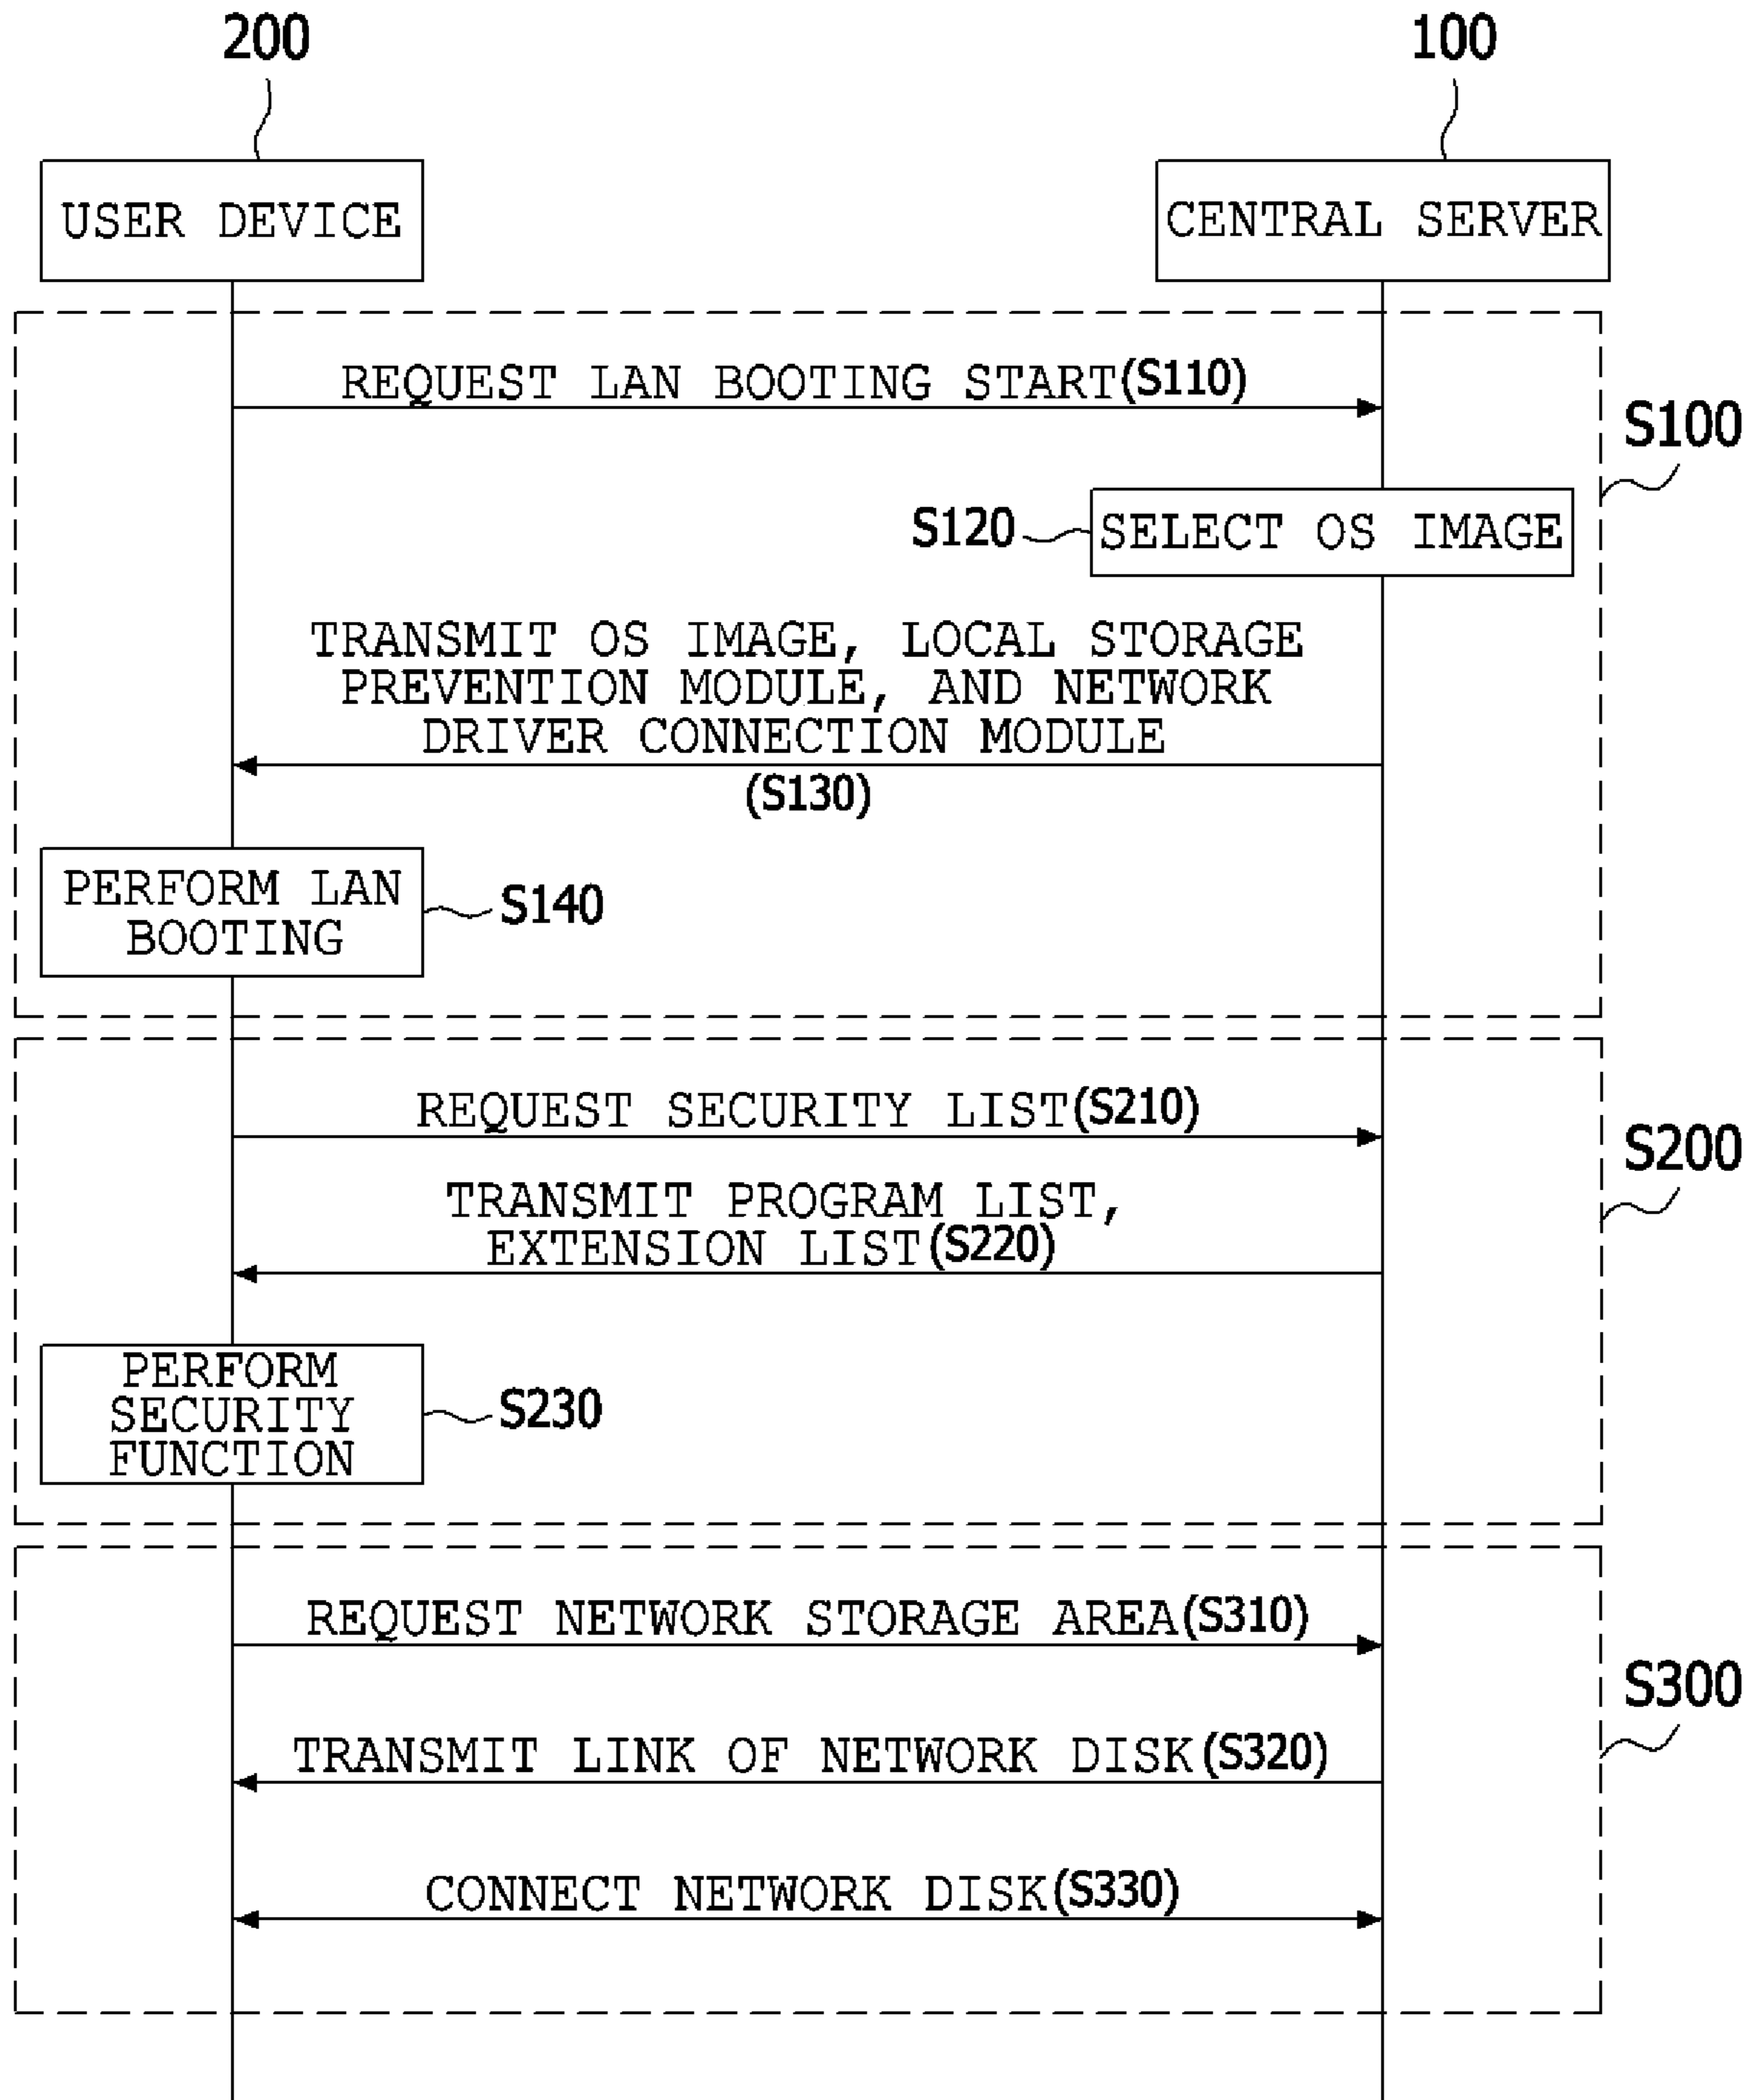 200
100
USER DEVICE
CENTRAL SERVER
REQUEST LAN BOOTING START(S110)
S100
S120
SELECT OS IMAGE
TRANSMIT OS IMAGE, LOCAL STORAGE
PREVENTION MODULE, AND NETWORK
DRIVER CONNECTION MODULE
(S130)
PERFORM LAN
BOOTING
S140
REQUEST SECURITY LIST(S210)
S200
TRANSMIT PROGRAM LIST,
EXTENSION LIST(S220)
PERFORM
SECURITY
FUNCTION
S230
REQUEST NETWORK STORAGE AREA(S310)
S300
TRANSMIT LINK OF NETWORK DISK(S320)
CONNECT NETWORK DISK(S330)